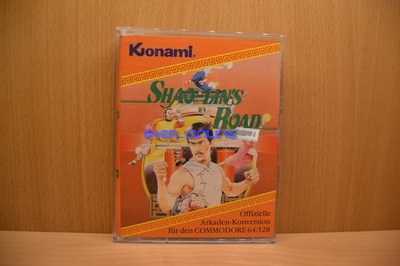 Konami®
SHAO-LIN'S
ROAD
Offizielle
Arkaden-Konversion
für den COMMODORE 64/128